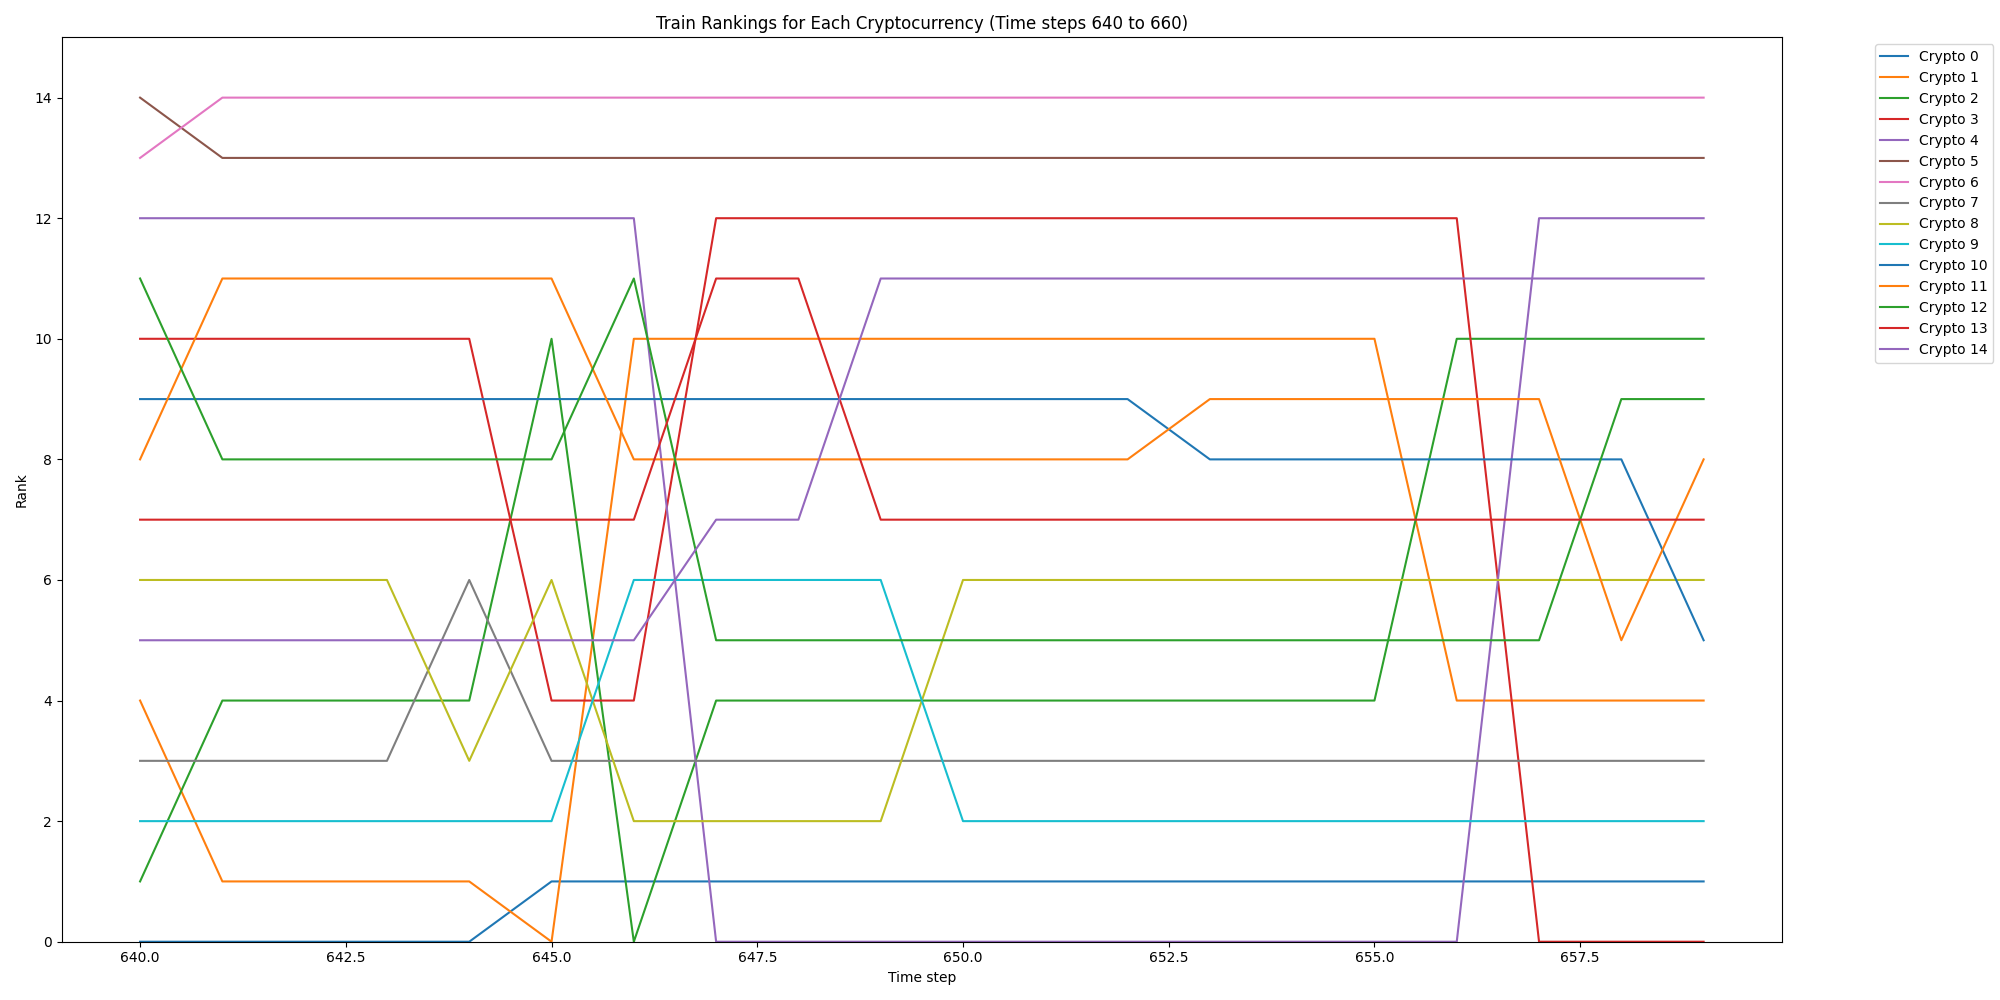 Train Rankings for Each Cryptocurrency (Time steps 640 to 660)
Rank
14
12
10
8
6
4
2
0
640.0 642.5 645.0 647.5 650.0 652.5 655.0 657.5
Time step
Crypto 0
Crypto 1
Crypto 2
Crypto 3
Crypto 4
Crypto 5
Crypto 6
Crypto 7
Crypto 8
Crypto 9
Crypto 10
Crypto 11
Crypto 12
Crypto 13
Crypto 14